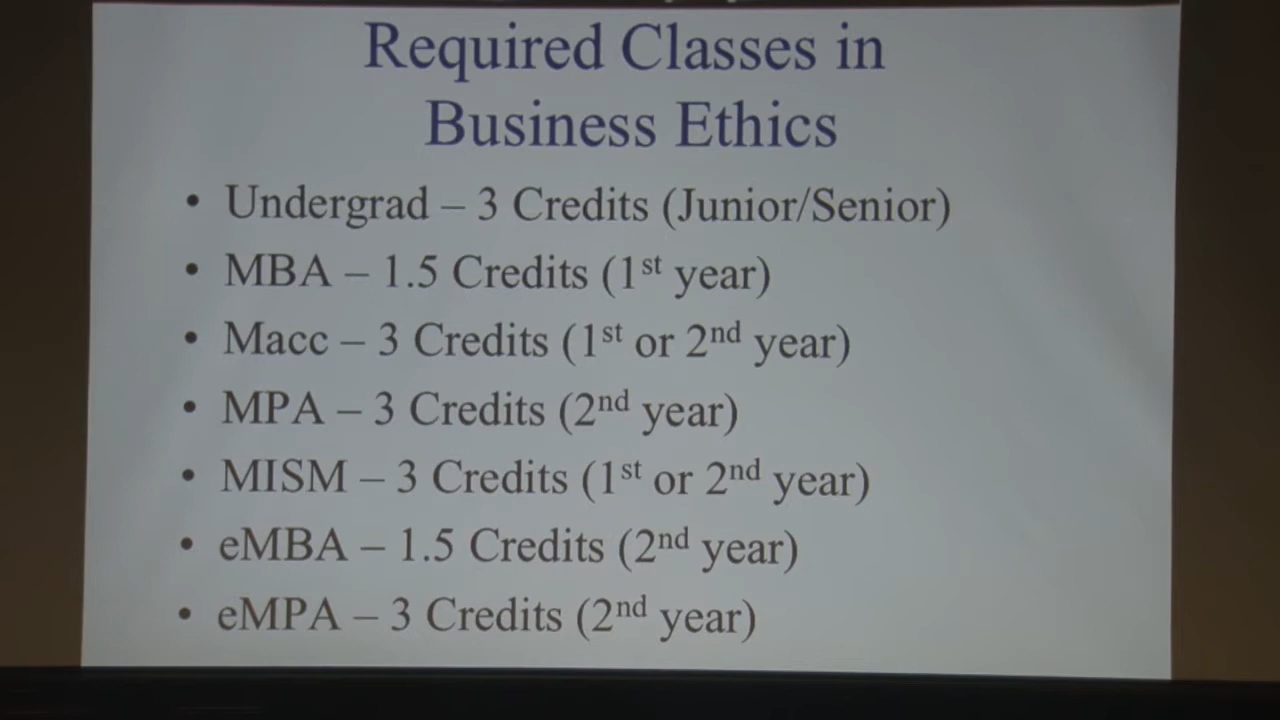 Required Classes in
Business Ethics
• Undergrad – 3 Credits (Junior/Senior)
• MBA – 1.5 Credits (1st year)
• Macc – 3 Credits (1st or 2nd year)
• MPA – 3 Credits (2nd year)
• MISM – 3 Credits (1st or 2nd year)
• eMBA – 1.5 Credits (2nd year)
• eMPA – 3 Credits (2nd year)